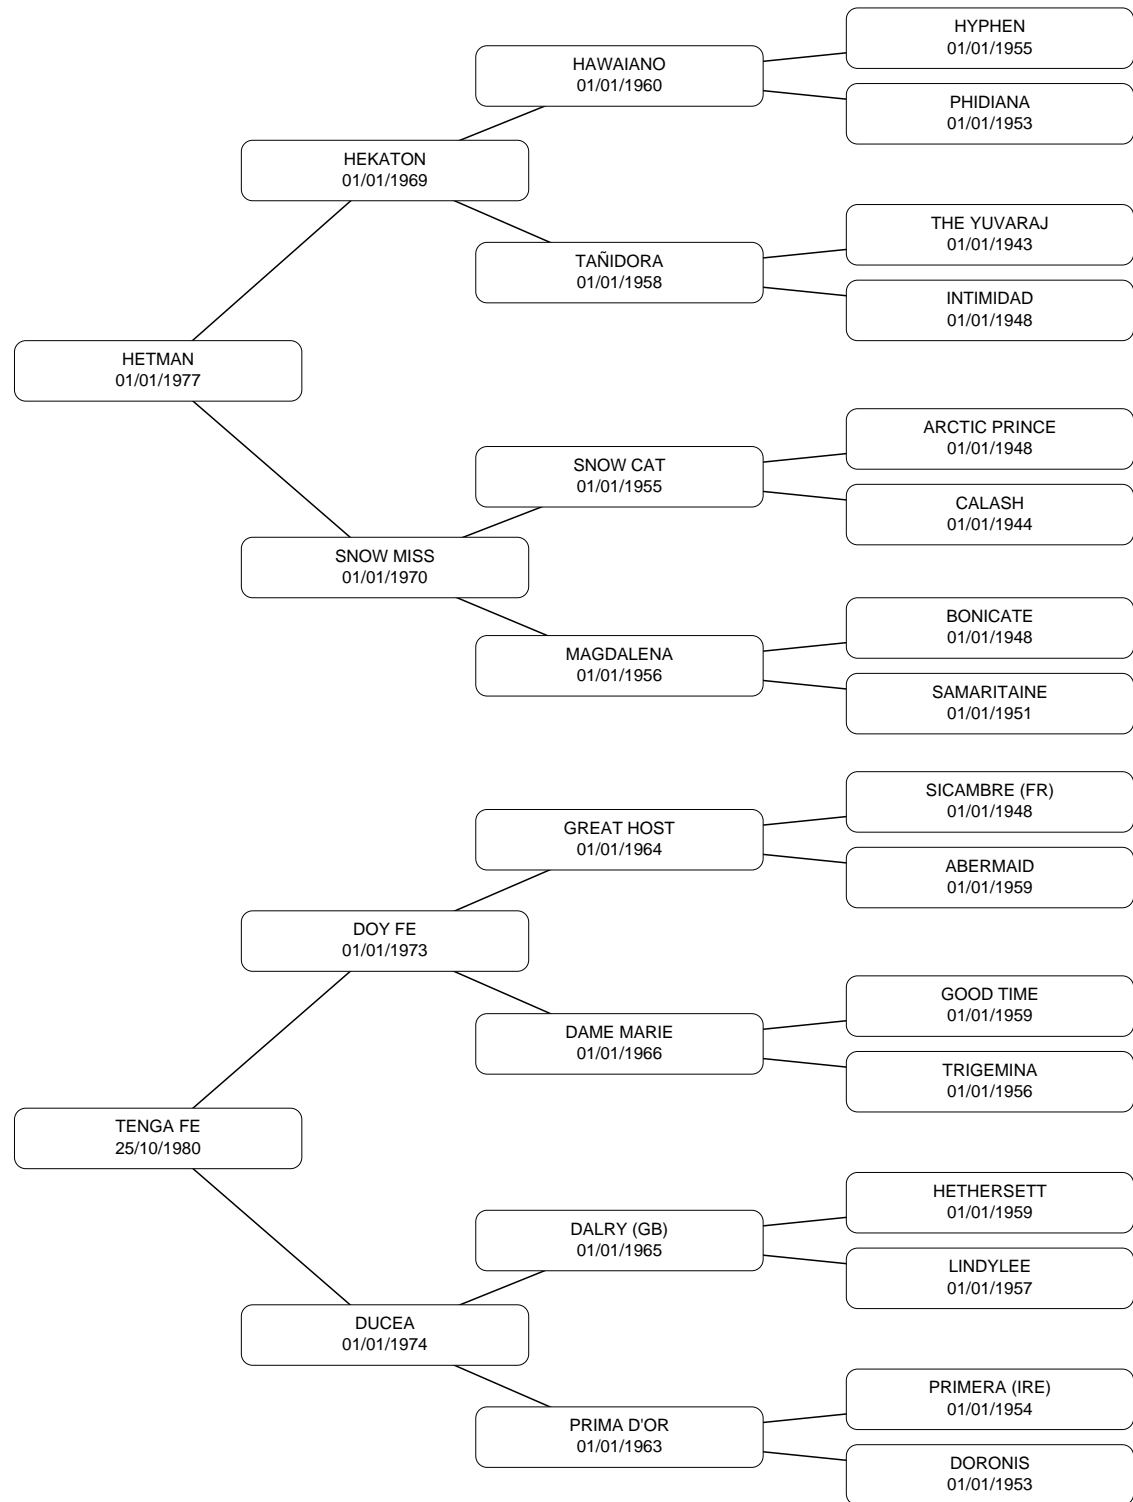 HYPHEN
01/01/1955
HAWAIANO
01/01/1960
PHIDIANA
01/01/1953
HEKATON
01/01/1969
THE YUVARAJ
01/01/1943
TAÑIDORA
01/01/1958
INTIMIDAD
01/01/1948
HETMAN
01/01/1977
ARCTIC PRINCE
01/01/1948
SNOW CAT
01/01/1955
CALASH
01/01/1944
SNOW MISS
01/01/1970
BONICATE
01/01/1948
MAGDALENA
01/01/1956
SAMARITAINE
01/01/1951
SICAMBRE (FR)
01/01/1948
GREAT HOST
01/01/1964
ABERMAID
01/01/1959
DOY FE
01/01/1973
GOOD TIME
01/01/1959
DAME MARIE
01/01/1966
TRIGEMINA
01/01/1956
TENGA FE
25/10/1980
HETHERSETT
01/01/1959
DALRY (GB)
01/01/1965
LINDYLEE
01/01/1957
DUCEA
01/01/1974
PRIMERA (IRE)
01/01/1954
PRIMA D'OR
01/01/1963
DORONIS
01/01/1953